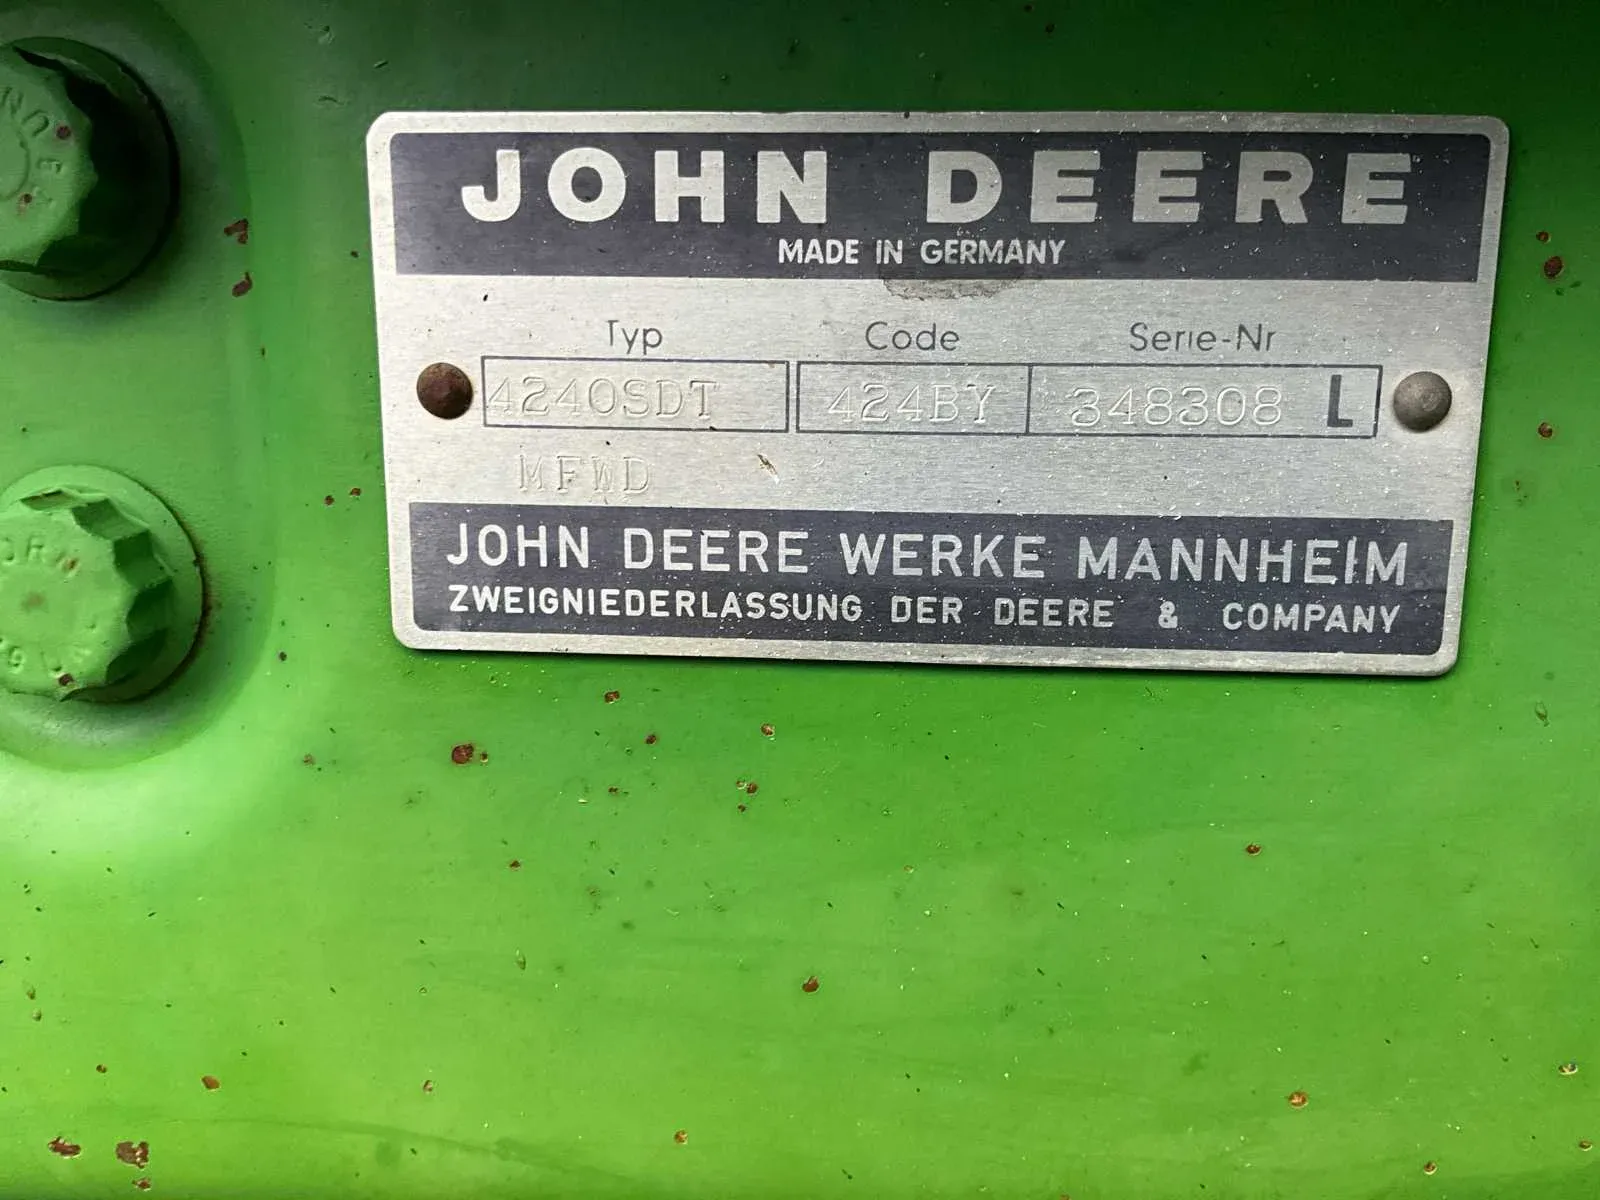 JOHN DEERE
MADE IN GERMANY
Typ Code Serie-Nr
4240SDT 424BY 348308 L
MFWD
JOHN DEERE WERKE MANNHEIM
ZWEIGNIEDERLASSUNG DER DEERE & COMPANY